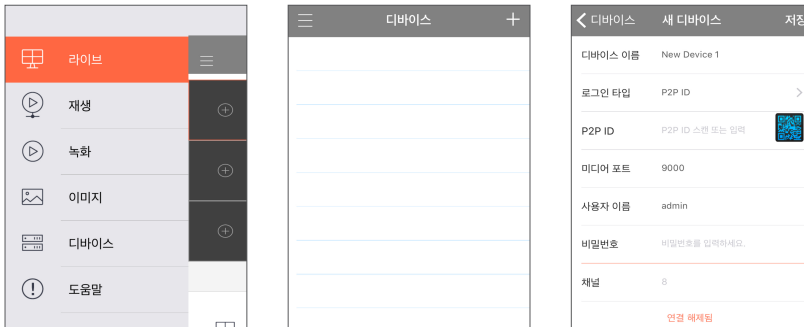 라이브
재생
녹화
이미지
디바이스
도움말
디바이스
디바이스 새 디바이스 저장
디바이스 이름 New Device 1
로그인 타입 P2P ID
P2P ID P2P ID 스캔 또는 입력
미디어 포트 9000
사용자 이름 admin
비밀번호 비밀번호를 입력하세요.
채널 8
연결 해제됨